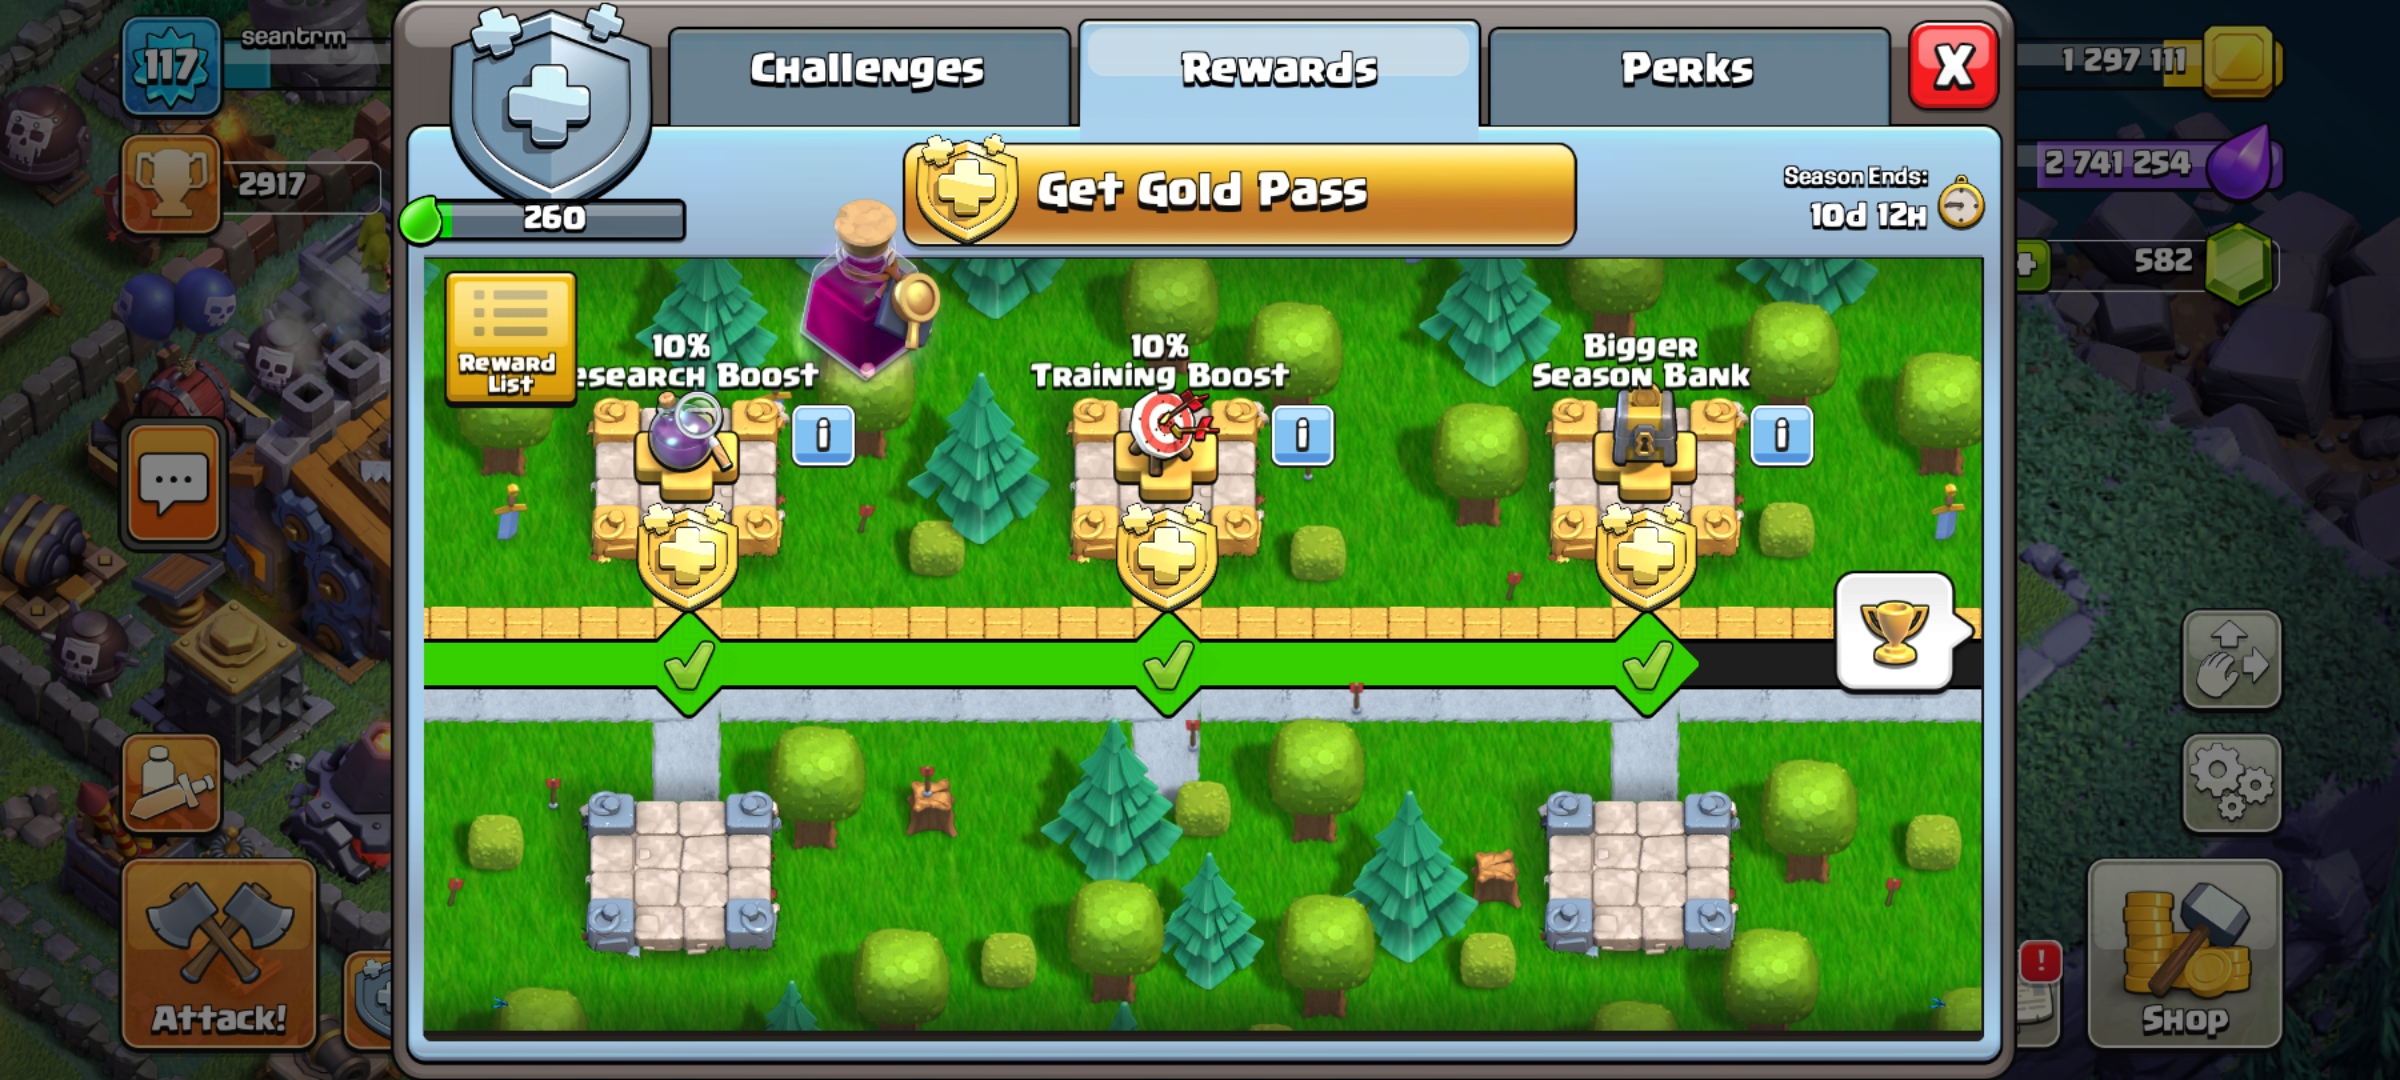 117
seantrm
2917
Challenges
Rewards
Perks
X
Get Gold Pass
260
Season Ends:
10d 12H
1 297 111
2 741 254
582
Reward
List
10%
esearch Boost
10%
Training Boost
Bigger
Season Bank
i
i
i
Attack!
!
Shop